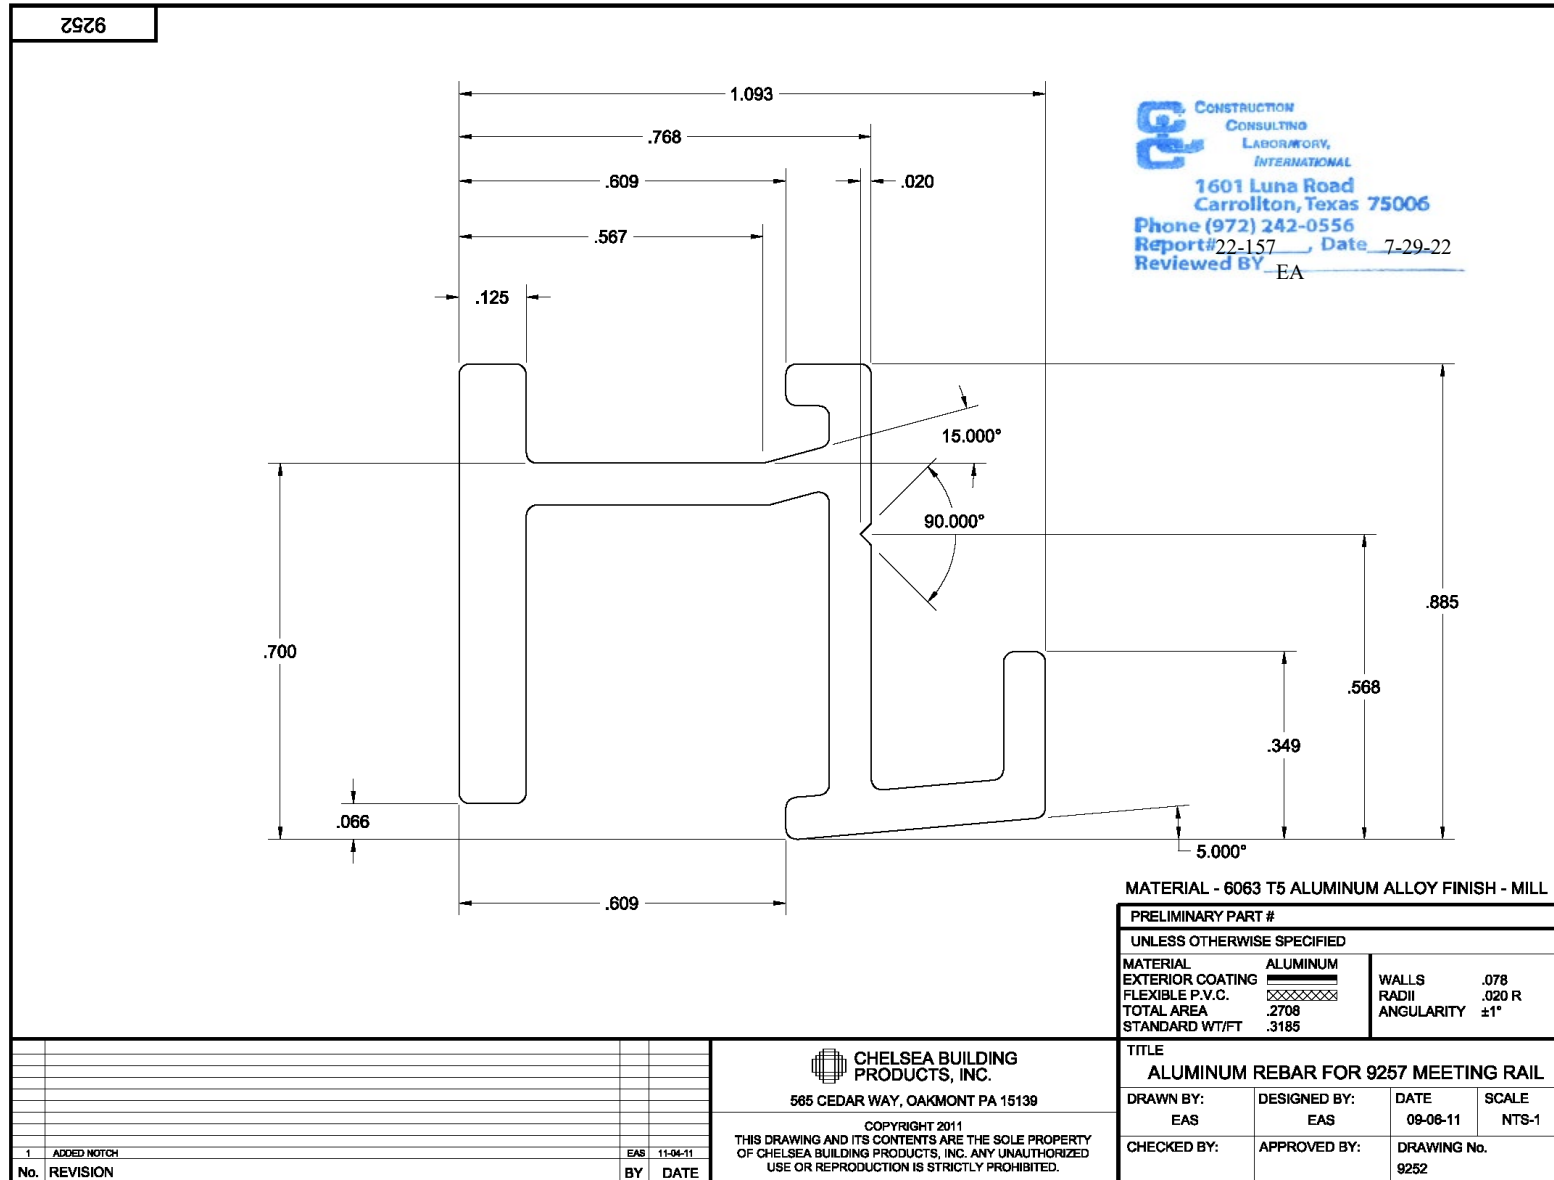 9252
1.093
.768
.609
.020
.567
.125
CONSTRUCTION
CONSULTING
LABORATORY,
INTERNATIONAL
1601 Luna Road
Carrollton, Texas 75006
Phone (972) 242-0556
Report# 22-157 , Date 7-29-22
Reviewed BY EA
15.000°
90.000°
.885
.700
.568
.349
.066
5.000°
.609
MATERIAL - 6063 T5 ALUMINUM ALLOY FINISH - MILL
PRELIMINARY PART #
UNLESS OTHERWISE SPECIFIED
MATERIAL ALUMINUM
EXTERIOR COATING
FLEXIBLE P.V.C.
TOTAL AREA .2708
STANDARD WT/FT .3185
WALLS .078
RADII .020 R
ANGULARITY ±1°
TITLE
ALUMINUM REBAR FOR 9257 MEETING RAIL
DRAWN BY: DESIGNED BY: DATE SCALE
EAS EAS 09-06-11 NTS-1
CHECKED BY: APPROVED BY: DRAWING No.
9252
CHELSEA BUILDING
PRODUCTS, INC.
565 CEDAR WAY, OAKMONT PA 15139
COPYRIGHT 2011
THIS DRAWING AND ITS CONTENTS ARE THE SOLE PROPERTY
OF CHELSEA BUILDING PRODUCTS, INC. ANY UNAUTHORIZED
USE OR REPRODUCTION IS STRICTLY PROHIBITED.
1 ADDED NOTCH EAS 11-04-11
No. REVISION BY DATE